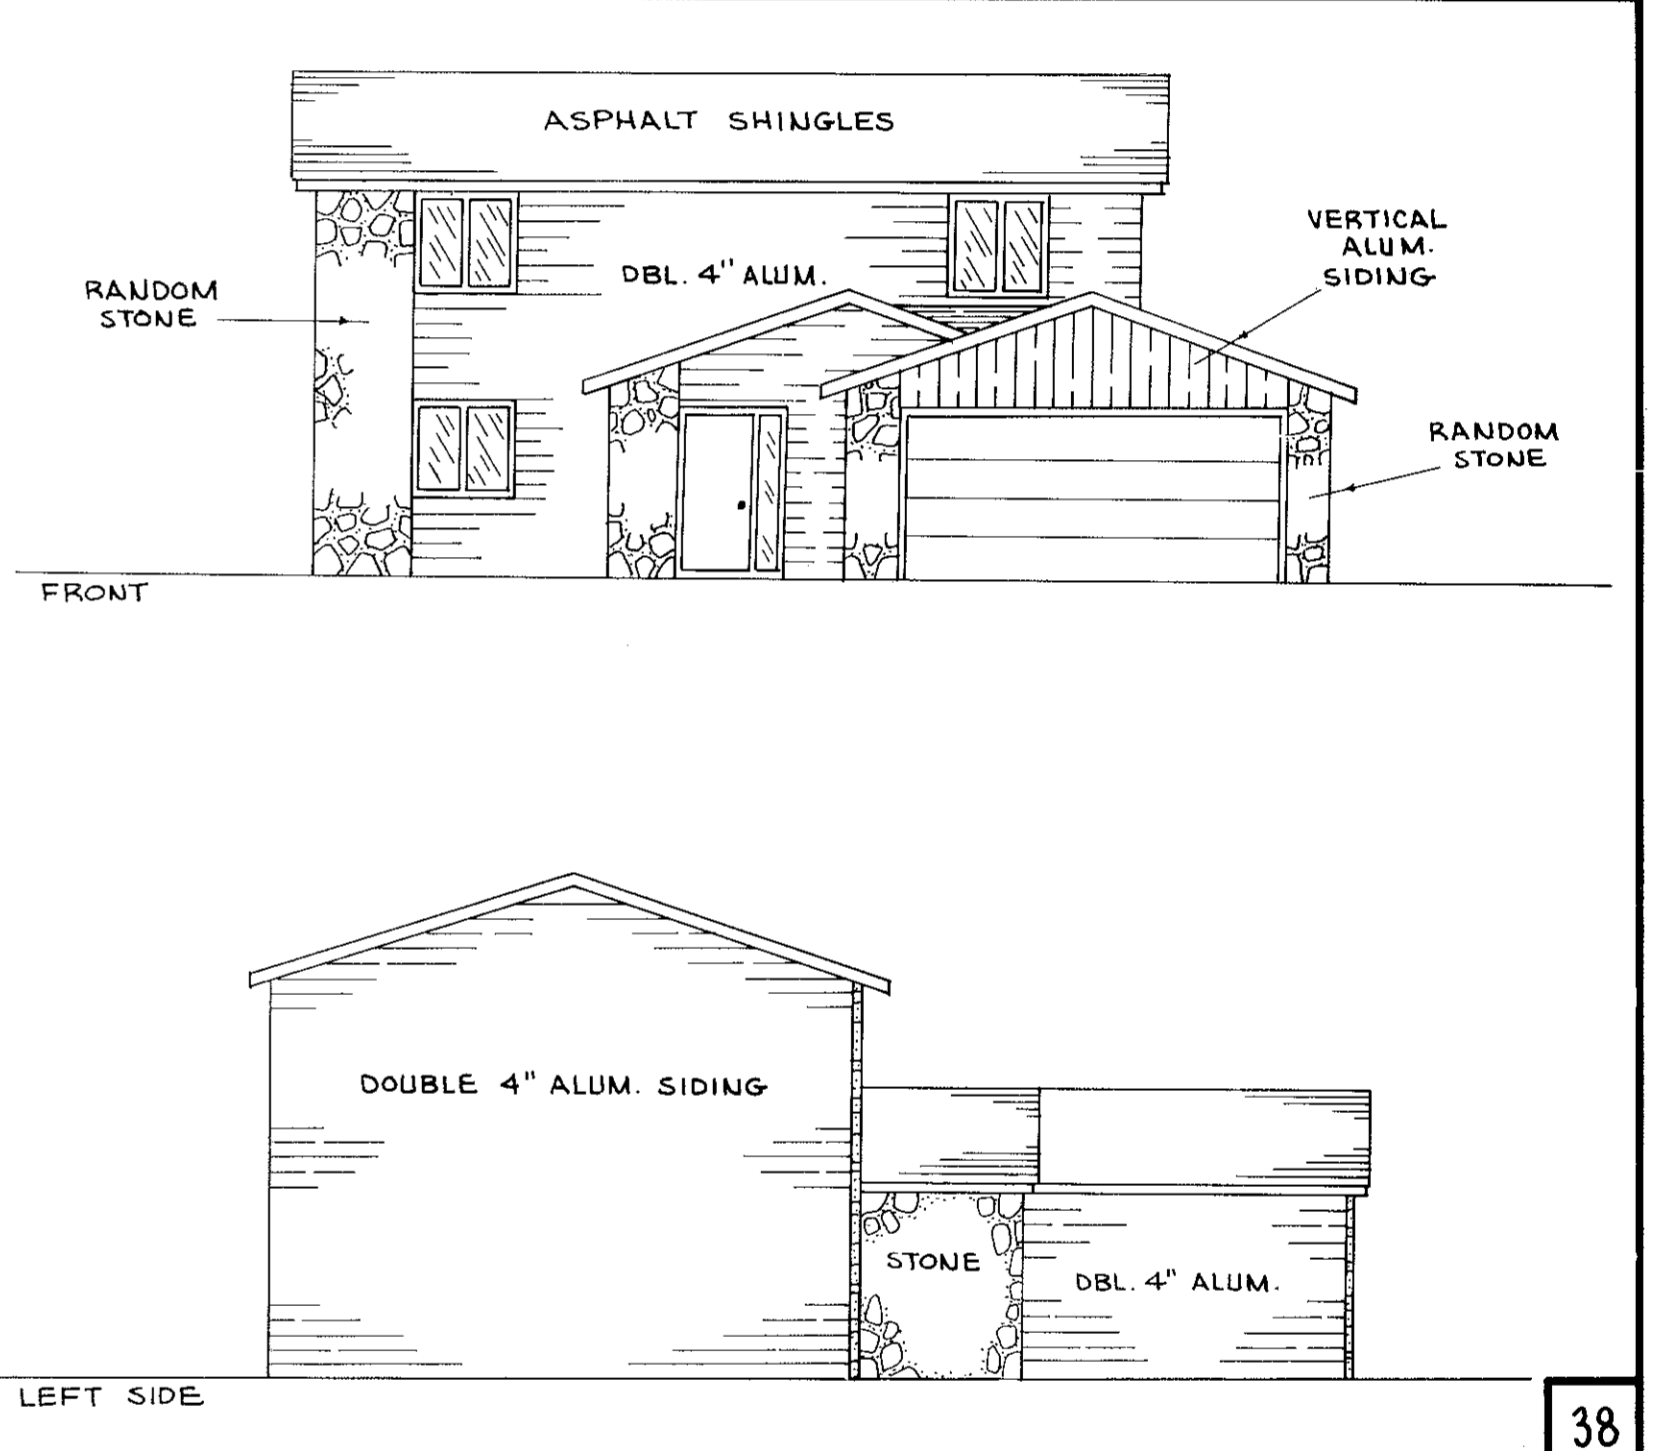 ASPHALT SHINGLES
VERTICAL
ALUM.
SIDING
DBL. 4" ALUM.
RANDOM
STONE
RANDOM
STONE
FRONT
DOUBLE 4" ALUM. SIDING
STONE
DBL. 4" ALUM.
LEFT SIDE
38